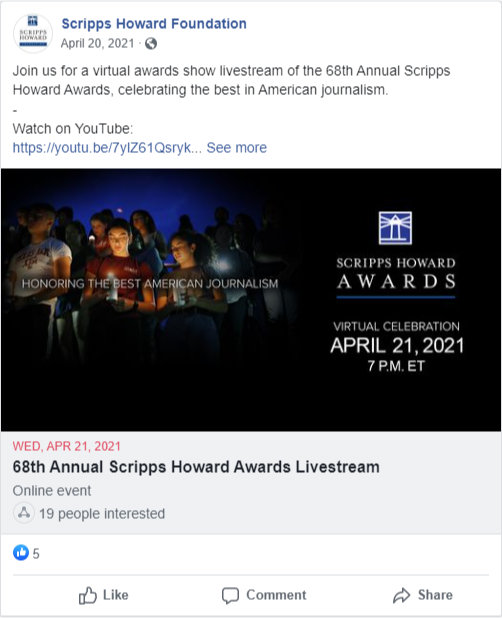 SCRIPPS
HOWARD
Scripps Howard Foundation
April 20, 2021 ·
Join us for a virtual awards show livestream of the 68th Annual Scripps
Howard Awards, celebrating the best in American journalism.
-
Watch on YouTube:
https://youtu.be/7ylZ61Qsryk... See more
HONORING THE BEST AMERICAN JOURNALISM
SCRIPPS HOWARD
AWARDS
VIRTUAL CELEBRATION
APRIL 21, 2021
7 P.M. ET
WED, APR 21, 2021
68th Annual Scripps Howard Awards Livestream
Online event
19 people interested
5
Like Comment Share